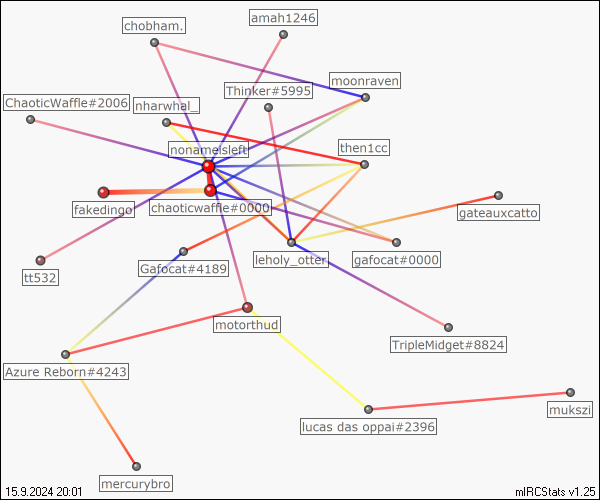 amah1246
chobham.
moonraven
Thinker#5995
ChaoticWaffle#2006
nharwhal_
then1cc
nonameisleft
chaoticwaffle#0000
fakedingo
gateauxcatto
leholy_otter
gafocat#0000
Gafocat#4189
tt532
motorthud
TripleMidget#8824
Azure Reborn#4243
mukszi
lucas das oppai#2396
mercurybro
15.9.2024 20:01
mIRCStats v1.25